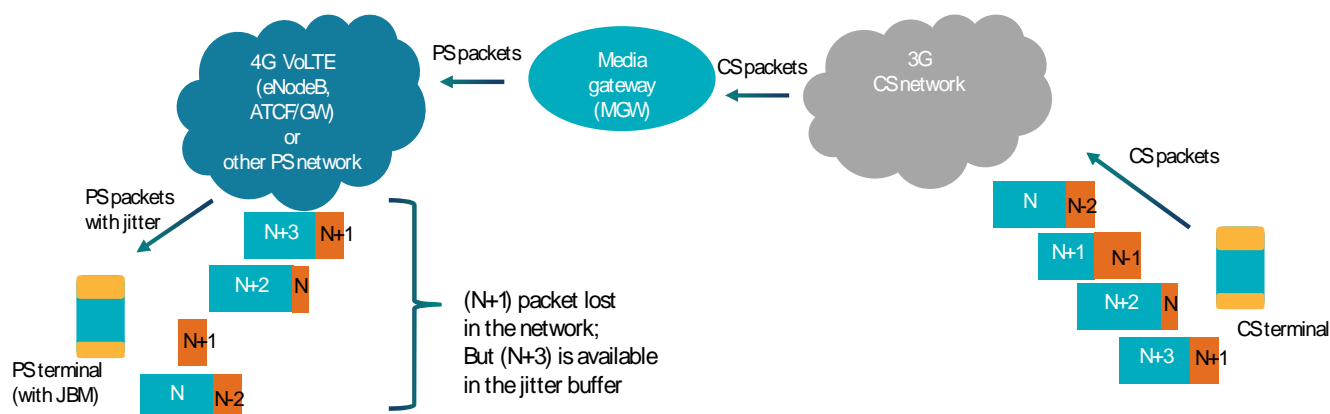 4G VoLTE
(eNodeB,
ATCF/GW)
or
other PS network
PS packets
Media
gateway
(MGW)
CS packets
3G
CS network
CS packets
PS packets
with jitter
N+3 N+1
N+2 N
N+1
N N-2
PS terminal
(with JBM)
(N+1) packet lost
in the network;
But (N+3) is available
in the jitter buffer
N N-2
N+1 N-1
N+2 N
N+3 N+1
CS terminal